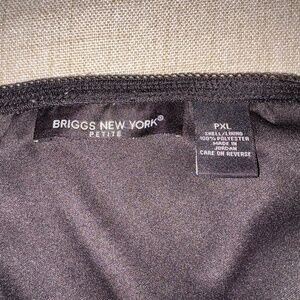 BRIGGS NEW YORK®
PETITE
PXL
SHELL/LINING
100% POLYESTER
MADE IN
JORDAN
CARE ON REVERSE